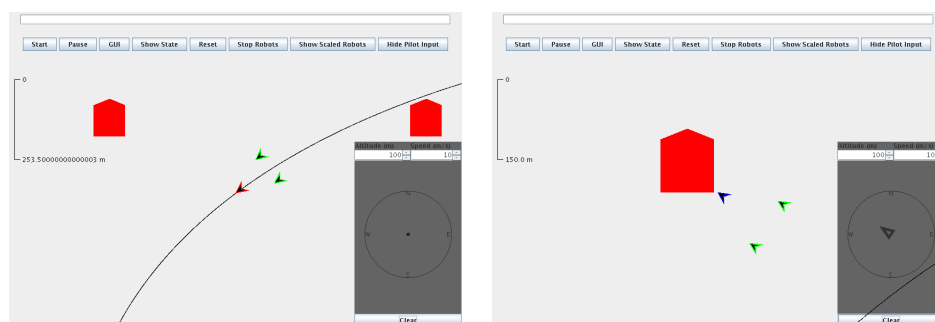 Start Pause GUI Show State Reset Stop Robots Show Scaled Robots Hide Pilot Input
0
253.50000000000003 m
Altitude (m) Speed (m/s)
100 10
N
W E
S
Clear
Start Pause GUI Show State Reset Stop Robots Show Scaled Robots Hide Pilot Input
0
150.0 m
Altitude (m) Speed (m/s)
100 10
N
W E
S
Clear